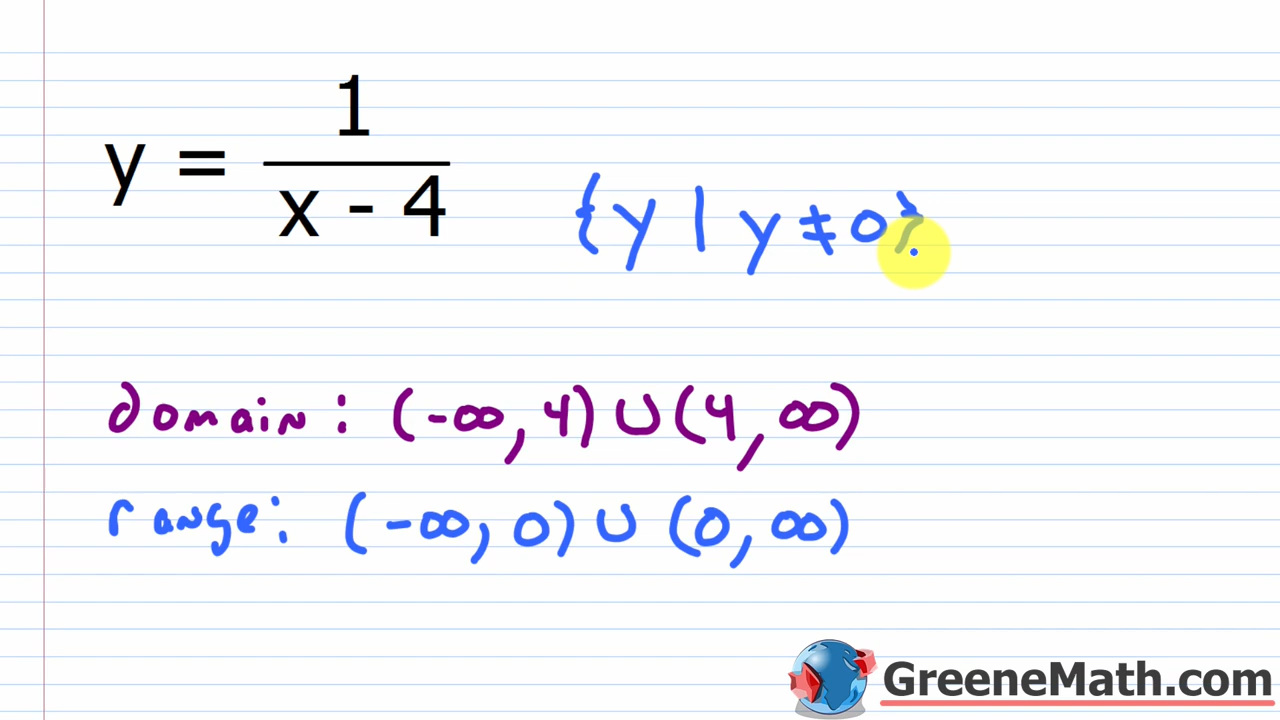 y = 1 / (x - 4)
{y | y ≠ 0}
domain: (-∞, 4) ∪ (4, ∞)
range: (-∞, 0) ∪ (0, ∞)
GreeneMath.com